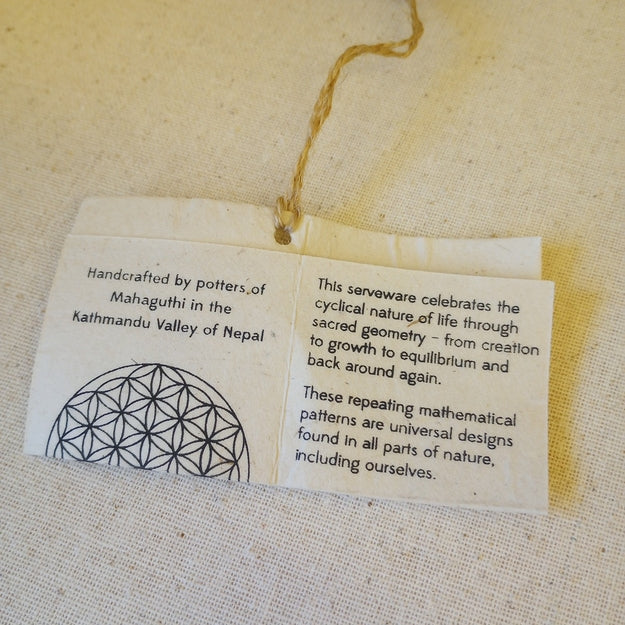 Handcrafted by potters of
Mahaguthi in the
Kathmandu Valley of Nepal
This serveware celebrates the
cyclical nature of life through
sacred geometry – from creation
to growth to equilibrium and
back around again.
These repeating mathematical
patterns are universal designs
found in all parts of nature,
including ourselves.